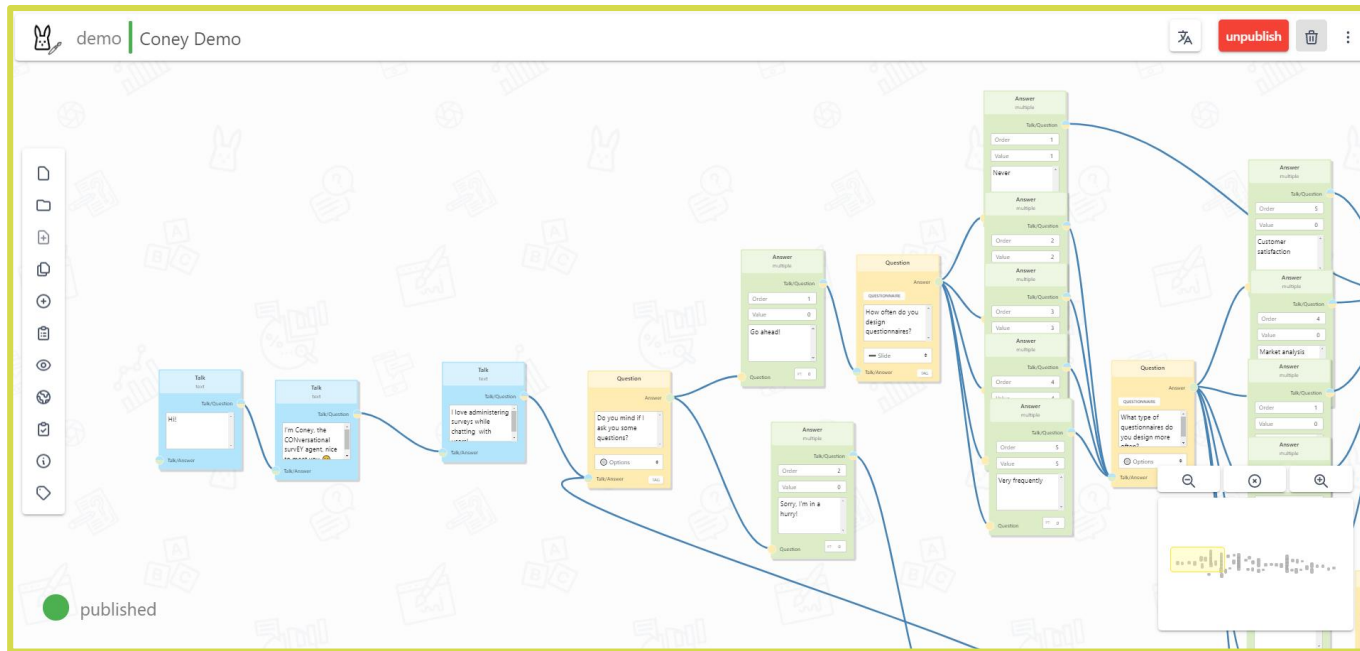 demo
Coney Demo
unpublish
Talk
text
Talk/Question
Hi!
Talk/Answer
Talk
text
Talk/Question
I'm Coney, the
CONversational
survEY agent, nice
Talk/Answer
Talk
text
Talk/Question
I love administering
surveys while
chatting with
Talk/Answer
Question
Answer
Do you mind if I
ask you some
questions?
Options
Talk/Answer
TAG
Answer
multiple
Talk/Question
Order 1
Value 0
Go ahead!
Question
Answer
multiple
Talk/Question
Order 2
Value 0
Sorry, I'm in a
hurry!
Question
Question
Answer
QUESTIONNAIRE
How often do you
design
questionnaires?
Slide
Talk/Answer
TAG
Answer
multiple
Talk/Question
Order 1
Value 1
Never
Answer
multiple
Talk/Question
Order 2
Value 2
Answer
multiple
Talk/Question
Order 3
Value 3
Answer
multiple
Talk/Question
Order 4
Answer
multiple
Talk/Question
Order 5
Value 5
Very frequently
Question
Question
Answer
QUESTIONNAIRE
What type of
questionnaires do
you design more
often?
Options
Talk/Answer
Answer
multiple
Talk/Question
Order 5
Value 0
Customer
satisfaction
Answer
multiple
Talk/Question
Order 4
Value 0
Market analysis
Answer
multiple
Talk/Question
Order 1
Value 0
Answer
multiple
published